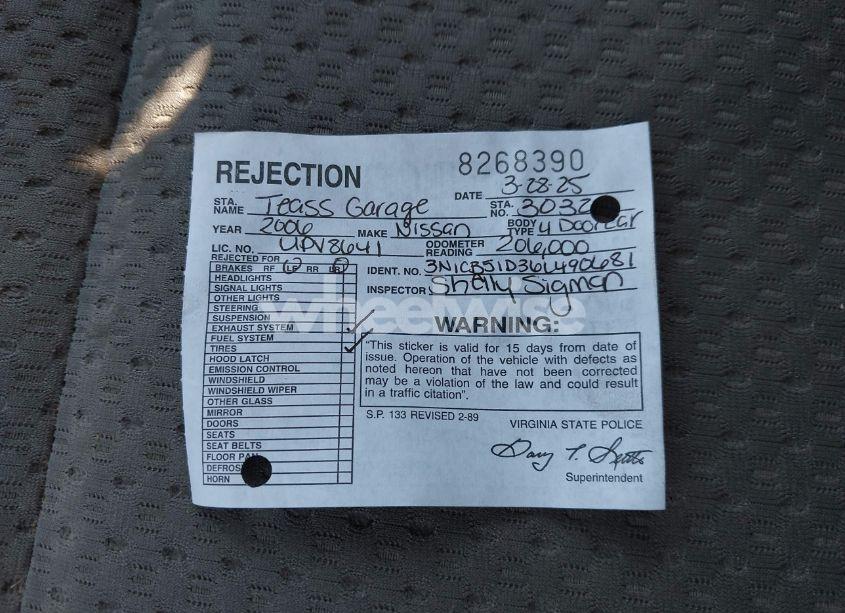 REJECTION
8268390
DATE 3-28-25
STA. NAME Teass Garage STA. NO. 3032
YEAR 2006 MAKE Nissan BODY TYPE 4 Door Car
LIC. NO. UPV8641 ODOMETER READING 206,000
REJECTED FOR
BRAKES RF LF RR LR
IDENT. NO. 3N1CB51D36L490681
HEADLIGHTS
SIGNAL LIGHTS
INSPECTOR Shelly Sigmon
OTHER LIGHTS
STEERING
SUSPENSION
EXHAUST SYSTEM
FUEL SYSTEM
TIRES
HOOD LATCH
EMISSION CONTROL
WINDSHIELD
WINDSHIELD WIPER
OTHER GLASS
MIRROR
DOORS
SEATS
SEAT BELTS
FLOOR PAN
DEFROS
HORN
wheelwise
WARNING:
"This sticker is valid for 15 days from date of
issue. Operation of the vehicle with defects as
noted hereon that have not been corrected
may be a violation of the law and could result
in a traffic citation".
S.P. 133 REVISED 2-89
VIRGINIA STATE POLICE
Superintendent